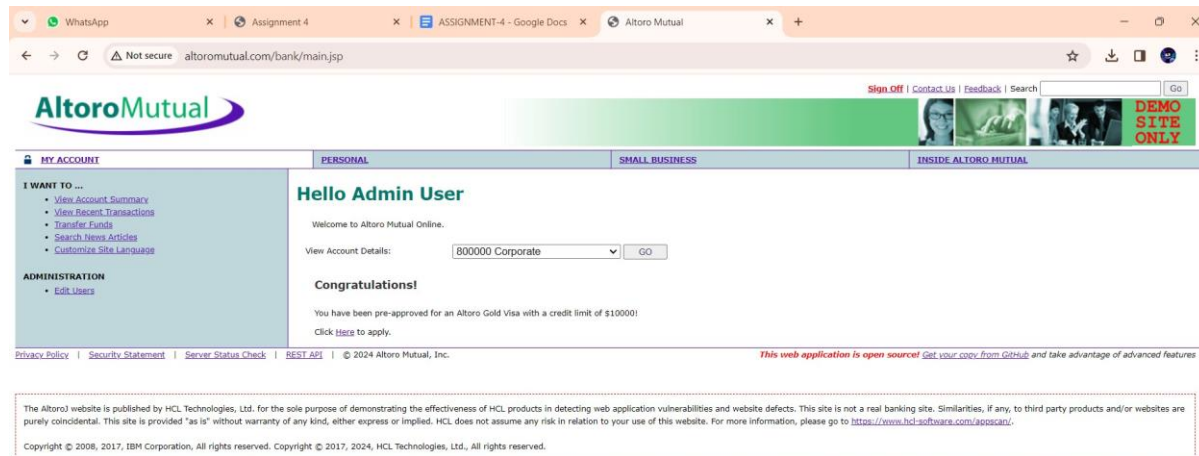 WhatsApp
Assignment 4
ASSIGNMENT-4 - Google Docs
Altoro Mutual
Not secure altoromutual.com/bank/main.jsp
Sign Off | Contact Us | Feedback | Search Go
AltoroMutual
DEMO
SITE
ONLY
MY ACCOUNT
PERSONAL
SMALL BUSINESS
INSIDE ALTORO MUTUAL
I WANT TO ...
View Account Summary
View Recent Transactions
Transfer Funds
Search News Articles
Customize Site Language
ADMINISTRATION
Edit Users
Hello Admin User
Welcome to Altoro Mutual Online.
View Account Details: 800000 Corporate GO
Congratulations!
You have been pre-approved for an Altoro Gold Visa with a credit limit of $10000!
Click Here to apply.
Privacy Policy | Security Statement | Server Status Check | REST API | © 2024 Altoro Mutual, Inc.
This web application is open source! Get your copy from GitHub and take advantage of advanced features
The AltoroJ website is published by HCL Technologies, Ltd. for the sole purpose of demonstrating the effectiveness of HCL products in detecting web application vulnerabilities and website defects. This site is not a real banking site. Similarities, if any, to third party products and/or websites are
purely coincidental. This site is provided "as is" without warranty of any kind, either express or implied. HCL does not assume any risk in relation to your use of this website. For more information, please go to https://www.hcl-software.com/appscan/.
Copyright © 2008, 2017, IBM Corporation, All rights reserved. Copyright © 2017, 2024, HCL Technologies, Ltd., All rights reserved.